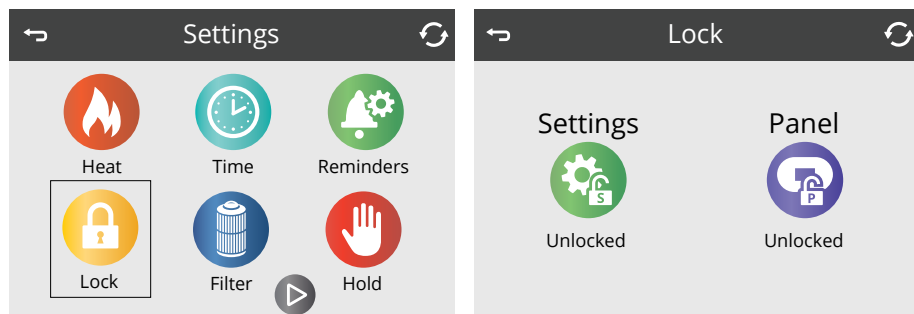 Settings
Heat
Time
Reminders
Lock
Filter
Hold
Lock
Settings
Panel
S
P
Unlocked
Unlocked